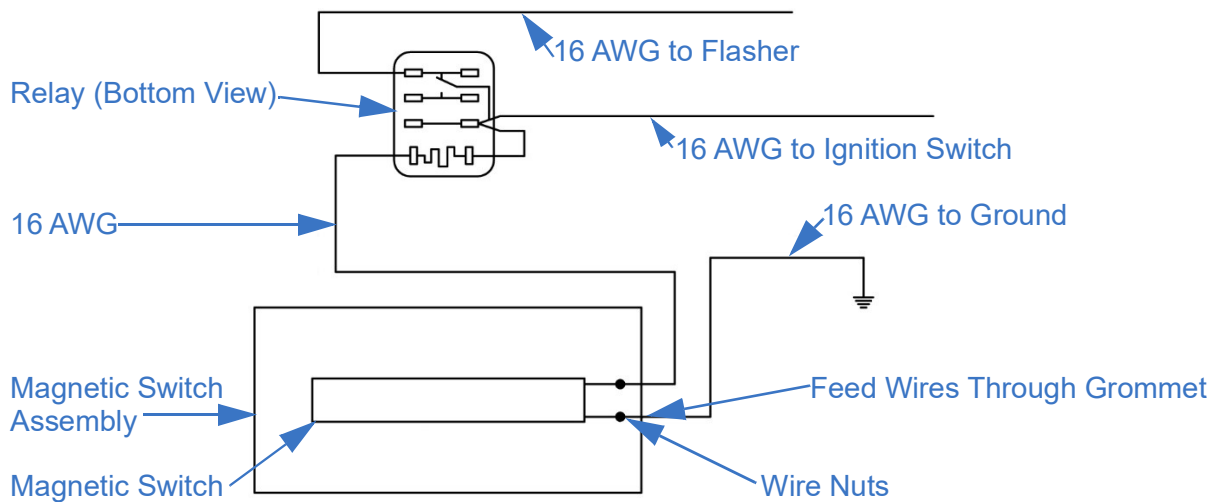 16 AWG to Flasher
Relay (Bottom View)
16 AWG to Ignition Switch
16 AWG
16 AWG to Ground
Magnetic Switch
Assembly
Feed Wires Through Grommet
Magnetic Switch
Wire Nuts